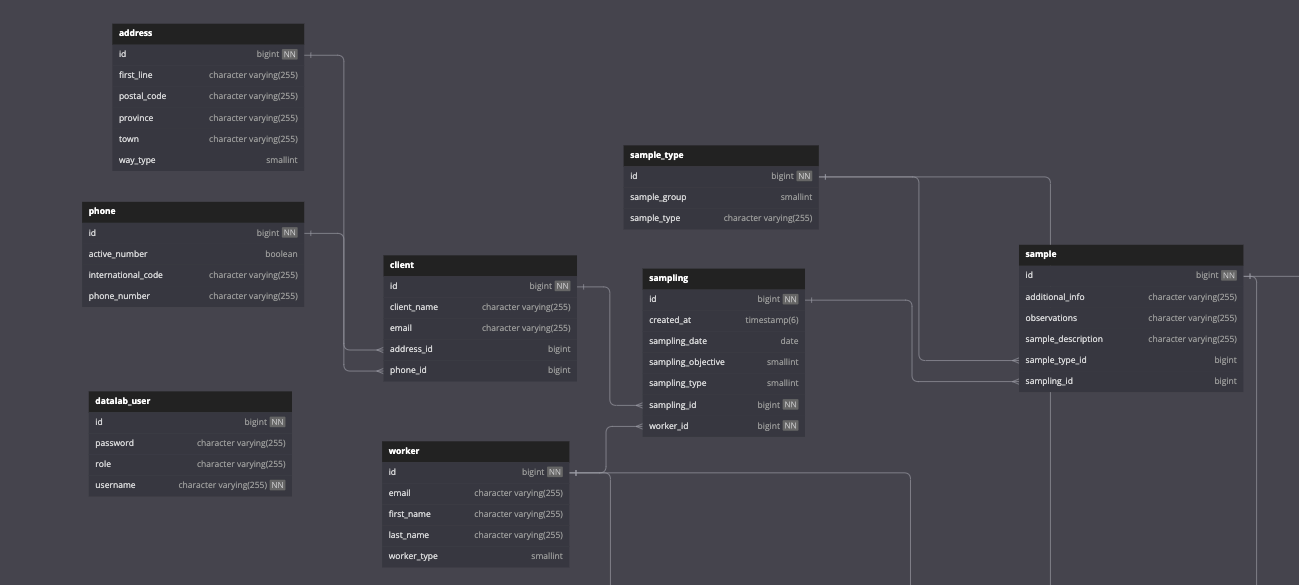 address
id bigint NN
first_line character varying(255)
postal_code character varying(255)
province character varying(255)
town character varying(255)
way_type smallint
phone
id bigint NN
active_number boolean
international_code character varying(255)
phone_number character varying(255)
datalab_user
id bigint NN
password character varying(255)
role character varying(255)
username character varying(255) NN
client
id bigint NN
client_name character varying(255)
email character varying(255)
address_id bigint
phone_id bigint
worker
id bigint NN
email character varying(255)
first_name character varying(255)
last_name character varying(255)
worker_type smallint
sample_type
id bigint NN
sample_group smallint
sample_type character varying(255)
sampling
id bigint NN
created_at timestamp(6)
sampling_date date
sampling_objective smallint
sampling_type smallint
sampling_id bigint NN
worker_id bigint NN
sample
id bigint NN
additional_info character varying(255)
observations character varying(255)
sample_description character varying(255)
sample_type_id bigint
sampling_id bigint